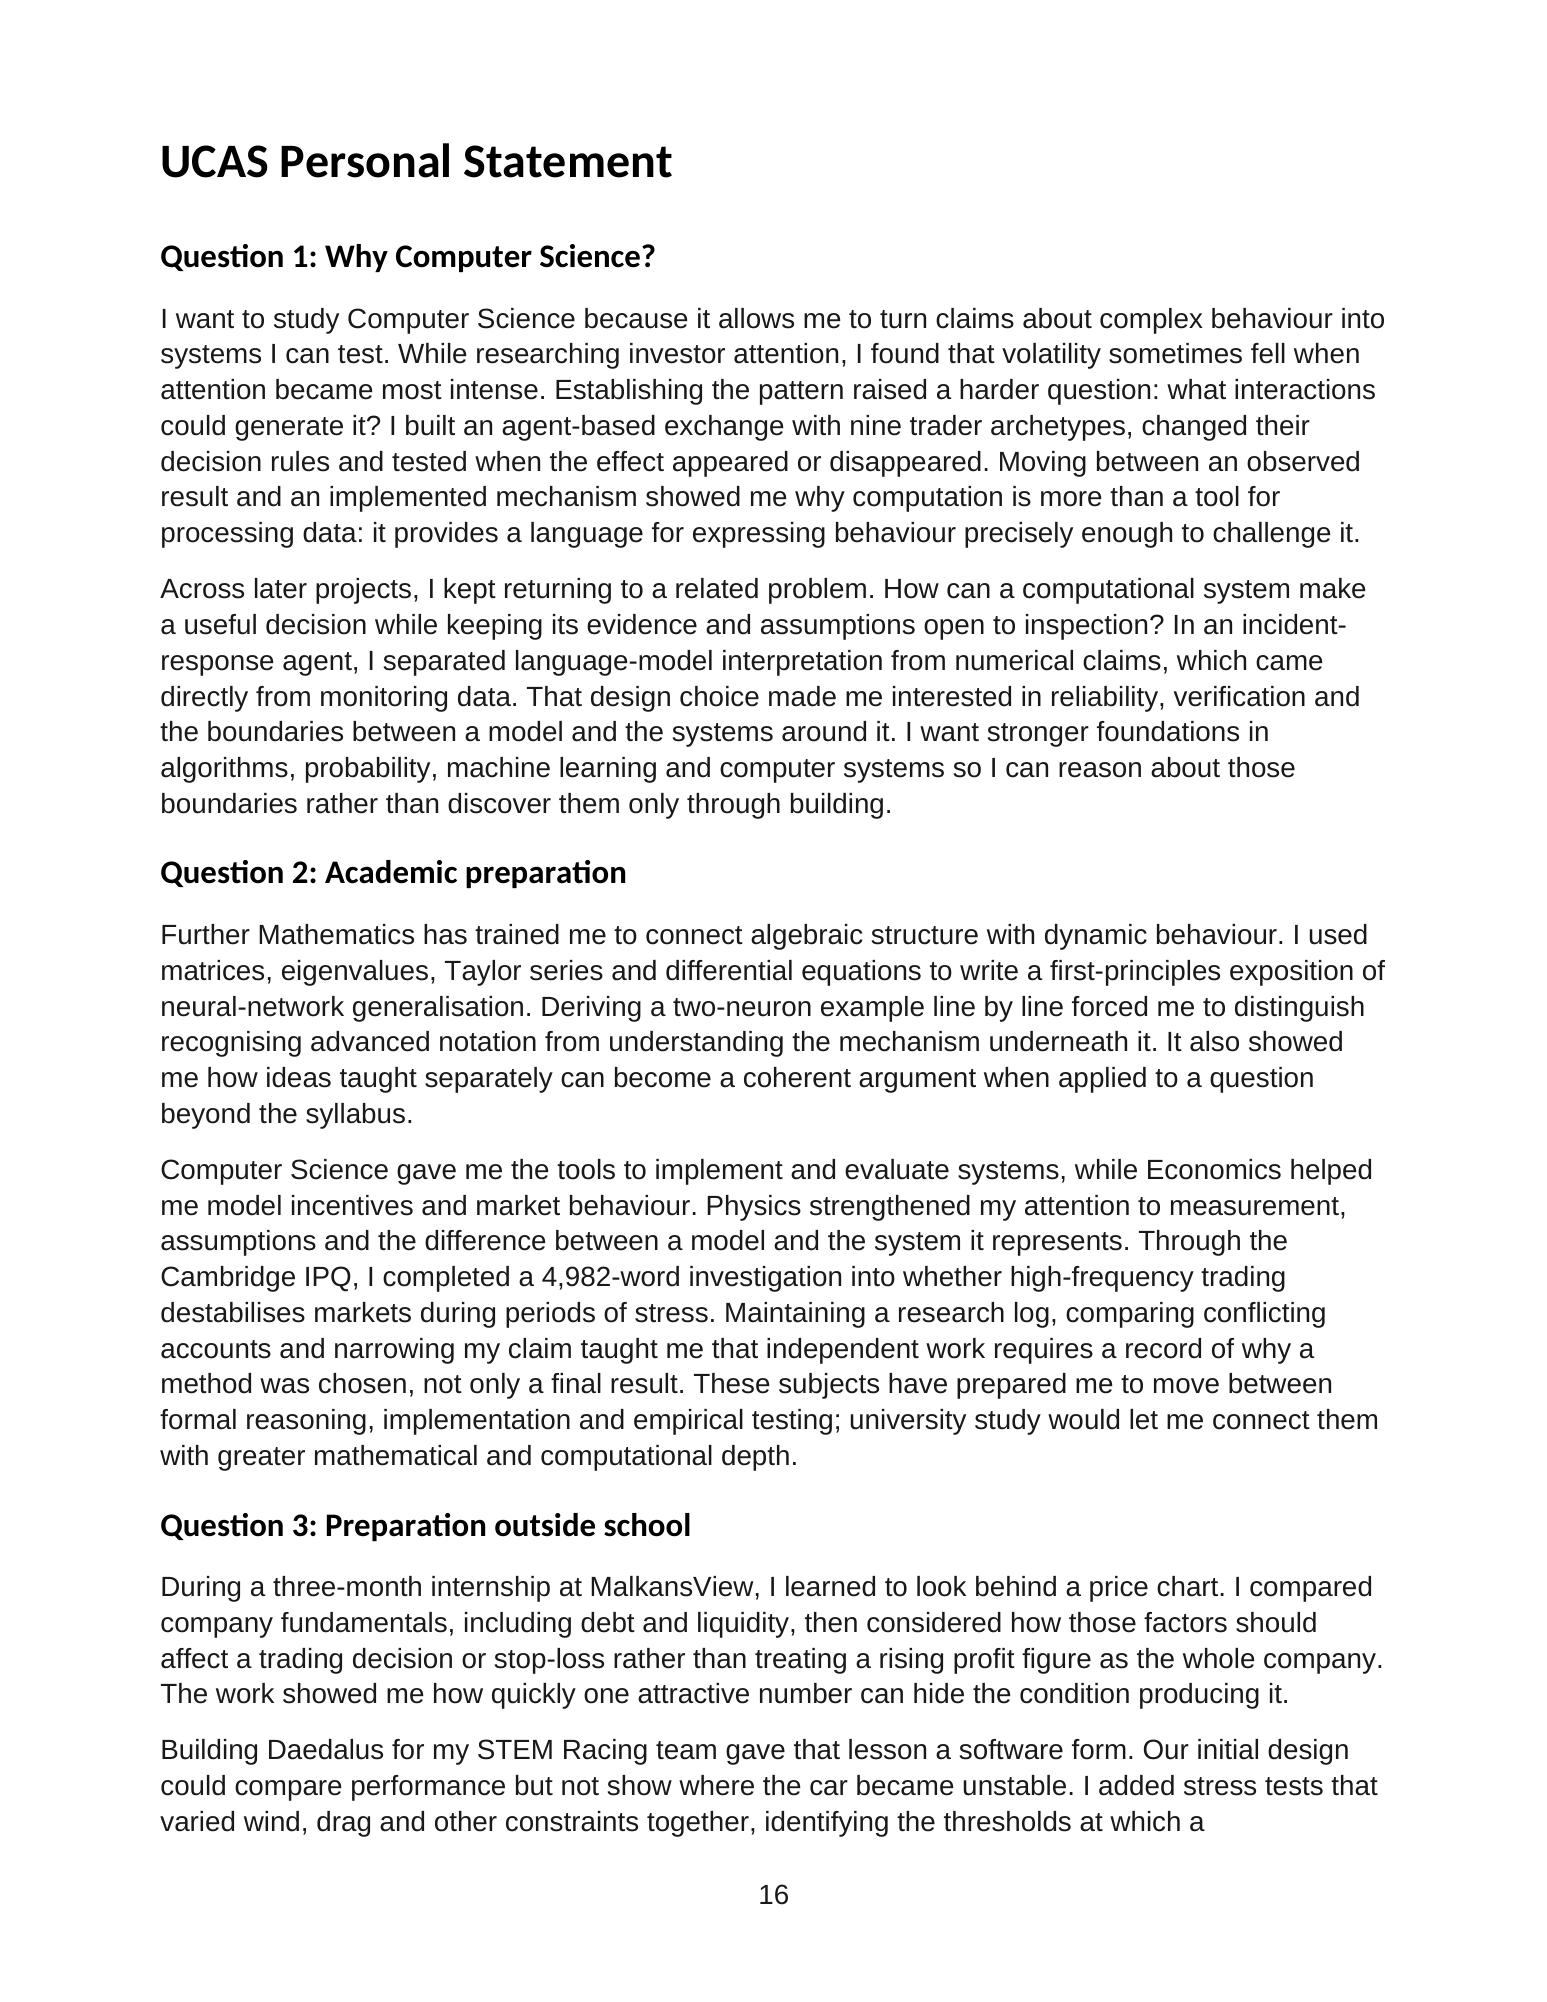 UCAS Personal Statement
Question 1: Why Computer Science?
I want to study Computer Science because it allows me to turn claims about complex behaviour into
systems I can test. While researching investor attention, I found that volatility sometimes fell when
attention became most intense. Establishing the pattern raised a harder question: what interactions
could generate it? I built an agent-based exchange with nine trader archetypes, changed their
decision rules and tested when the effect appeared or disappeared. Moving between an observed
result and an implemented mechanism showed me why computation is more than a tool for
processing data: it provides a language for expressing behaviour precisely enough to challenge it.
Across later projects, I kept returning to a related problem. How can a computational system make
a useful decision while keeping its evidence and assumptions open to inspection? In an incident-
response agent, I separated language-model interpretation from numerical claims, which came
directly from monitoring data. That design choice made me interested in reliability, verification and
the boundaries between a model and the systems around it. I want stronger foundations in
algorithms, probability, machine learning and computer systems so I can reason about those
boundaries rather than discover them only through building.
Question 2: Academic preparation
Further Mathematics has trained me to connect algebraic structure with dynamic behaviour. I used
matrices, eigenvalues, Taylor series and differential equations to write a first-principles exposition of
neural-network generalisation. Deriving a two-neuron example line by line forced me to distinguish
recognising advanced notation from understanding the mechanism underneath it. It also showed
me how ideas taught separately can become a coherent argument when applied to a question
beyond the syllabus.
Computer Science gave me the tools to implement and evaluate systems, while Economics helped
me model incentives and market behaviour. Physics strengthened my attention to measurement,
assumptions and the difference between a model and the system it represents. Through the
Cambridge IPQ, I completed a 4,982-word investigation into whether high-frequency trading
destabilises markets during periods of stress. Maintaining a research log, comparing conflicting
accounts and narrowing my claim taught me that independent work requires a record of why a
method was chosen, not only a final result. These subjects have prepared me to move between
formal reasoning, implementation and empirical testing; university study would let me connect them
with greater mathematical and computational depth.
Question 3: Preparation outside school
During a three-month internship at MalkansView, I learned to look behind a price chart. I compared
company fundamentals, including debt and liquidity, then considered how those factors should
affect a trading decision or stop-loss rather than treating a rising profit figure as the whole company.
The work showed me how quickly one attractive number can hide the condition producing it.
Building Daedalus for my STEM Racing team gave that lesson a software form. Our initial design
could compare performance but not show where the car became unstable. I added stress tests that
varied wind, drag and other constraints together, identifying the thresholds at which a
16